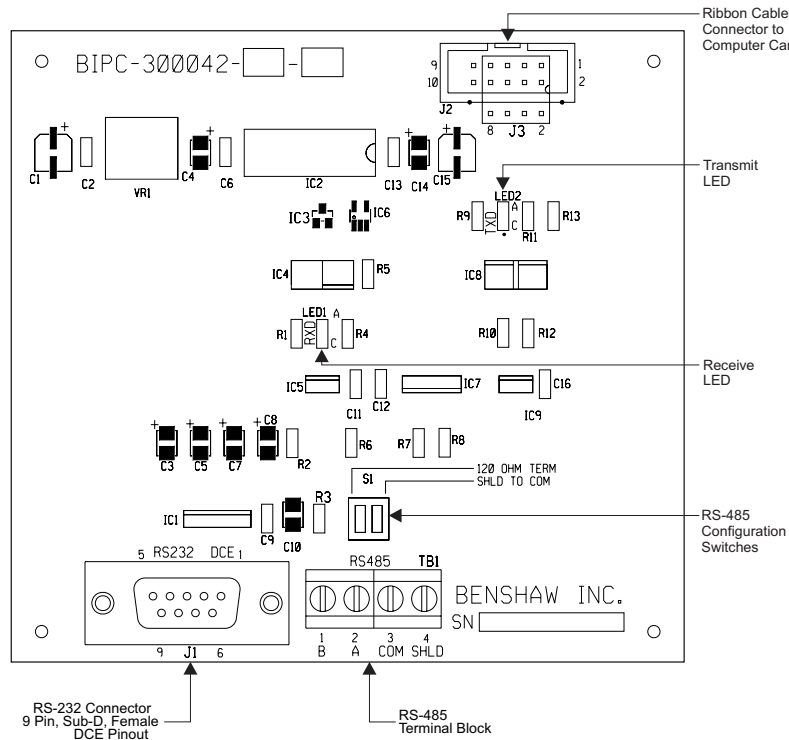 Ribbon Cable
Connector to
Computer Car
BIPC-300042- -
9 1
10 2
J2
8 J3 2
C1 C2 VR1 C4 C6 IC2 C13 C14 C15
Transmit
LED
LED2
R9 TXD A C R11 R13
IC3 IC6
IC4 R5 IC8
LED1
R1 RXD A C R4 R10 R12
Receive
LED
IC5 C11 C12 IC7 IC9 C16
C3 C5 C7 C8 R2 R6 R7 R8
120 OHM TERM
SHLD TO COM
S1
IC1 C9 C10 R3
RS-485
Configuration
Switches
5 RS232 DCE 1
RS485 TB1
BENSHAW INC.
SN
1 2 3 4
B A COM SHLD
9 J1 6
RS-232 Connector
9 Pin, Sub-D, Female
DCE Pinout
RS-485
Terminal Block